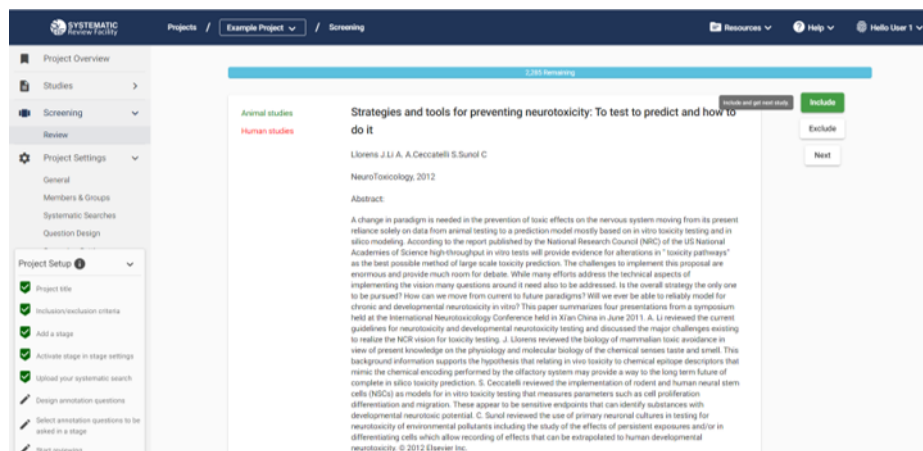 SYSTEMATIC
Review Facility
Projects / Example Project / Screening
Resources
Help
Hello User 1
Project Overview
Studies
Screening
Review
Project Settings
General
Members & Groups
Systematic Searches
Question Design
Project Setup
Project title
Inclusion/exclusion criteria
Add a stage
Activate stage in stage settings
Upload your systematic search
Design annotation questions
Select annotation questions to be
asked in a stage
Start reviewing
2,285 Remaining
Animal studies
Human studies
Strategies and tools for preventing neurotoxicity: To test to predict and how to
do it
Llorens J.Li A. A.Ceccatelli S.Sunol C
NeuroToxicology, 2012
Abstract:
A change in paradigm is needed in the prevention of toxic effects on the nervous system moving from its present
reliance solely on data from animal testing to a prediction model mostly based on in vitro toxicity testing and in
silico modeling. According to the report published by the National Research Council (NRC) of the US National
Academies of Science high-throughput in vitro tests will provide evidence for alterations in " toxicity pathways"
as the best possible method of large scale toxicity prediction. The challenges to implement this proposal are
enormous and provide much room for debate. While many efforts address the technical aspects of
implementing the vision many questions around it need also to be addressed. Is the overall strategy the only one
to be pursued? How can we move from current to future paradigms? Will we ever be able to reliably model for
chronic and developmental neurotoxicity in vitro? This paper summarizes four presentations from a symposium
held at the International Neurotoxicology Conference held in Xi'an China in June 2011. A. Li reviewed the current
guidelines for neurotoxicity and developmental neurotoxicity testing and discussed the major challenges existing
to realize the NCR vision for toxicity testing. J. Llorens reviewed the biology of mammalian toxic avoidance in
view of present knowledge on the physiology and molecular biology of the chemical senses taste and smell. This
background information supports the hypothesis that relating in vivo toxicity to chemical epitope descriptors that
mimic the chemical encoding performed by the olfactory system may provide a way to the long term future of
complete in silico toxicity prediction. S. Ceccatelli reviewed the implementation of rodent and human neural stem
cells (NSCs) as models for in vitro toxicity testing that measures parameters such as cell proliferation
differentiation and migration. These appear to be sensitive endpoints that can identify substances with
developmental neurotoxic potential. C. Sunol reviewed the use of primary neuronal cultures in testing for
neurotoxicity of environmental pollutants including the study of the effects of persistent exposures and/or in
differentiating cells which allow recording of effects that can be extrapolated to human developmental
neurotoxicity. © 2012 Elsevier Inc.
Include and get next study
Include
Exclude
Next